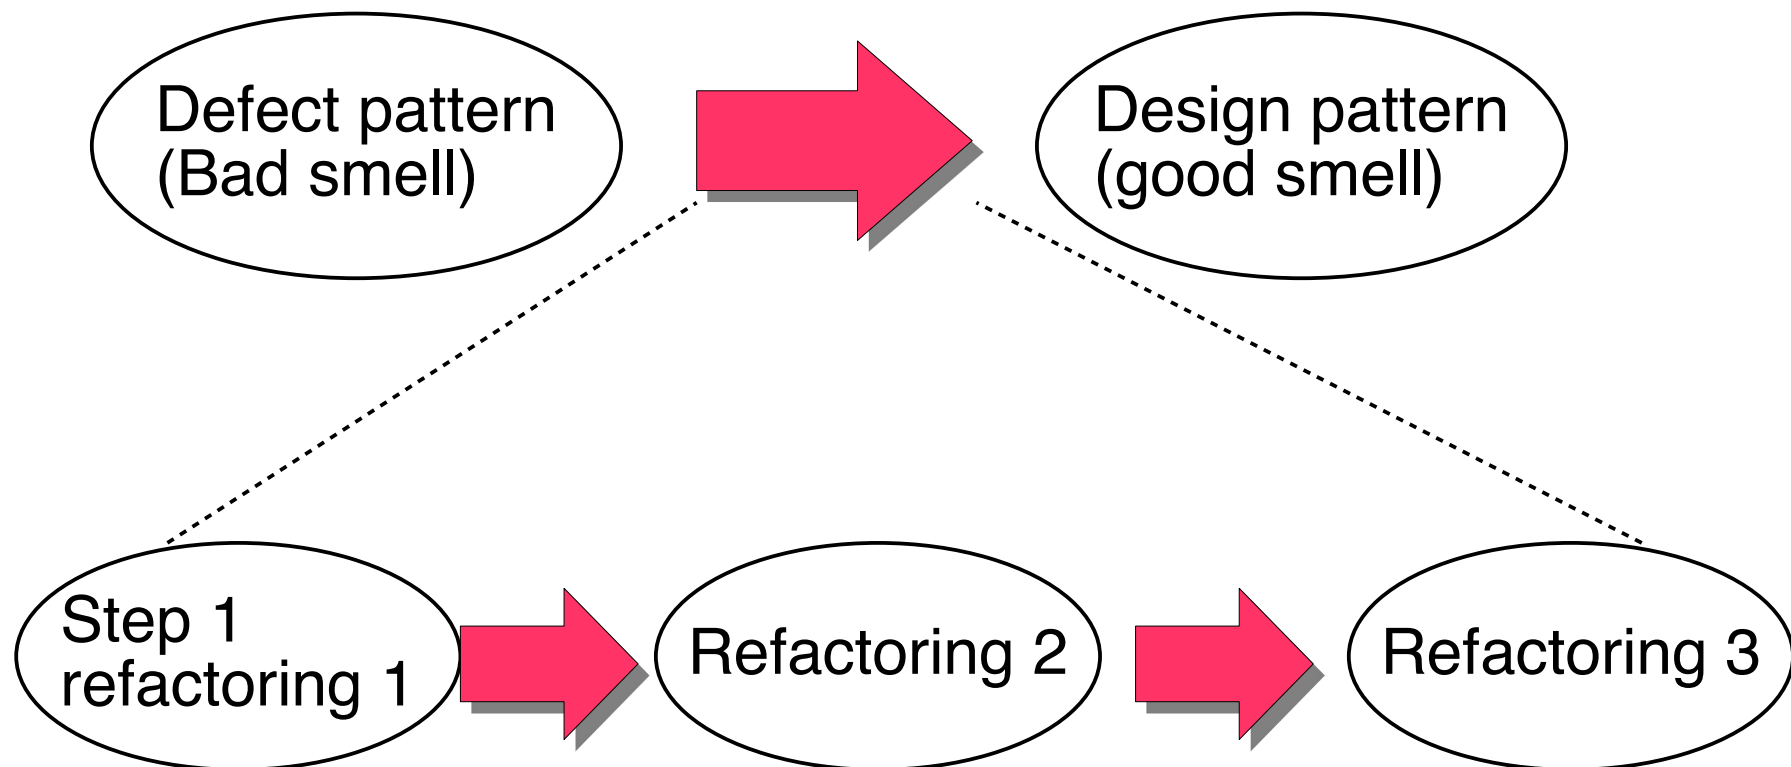 Defect pattern
(Bad smell)
Design pattern
(good smell)
Step 1
refactoring 1
Refactoring 2
Refactoring 3